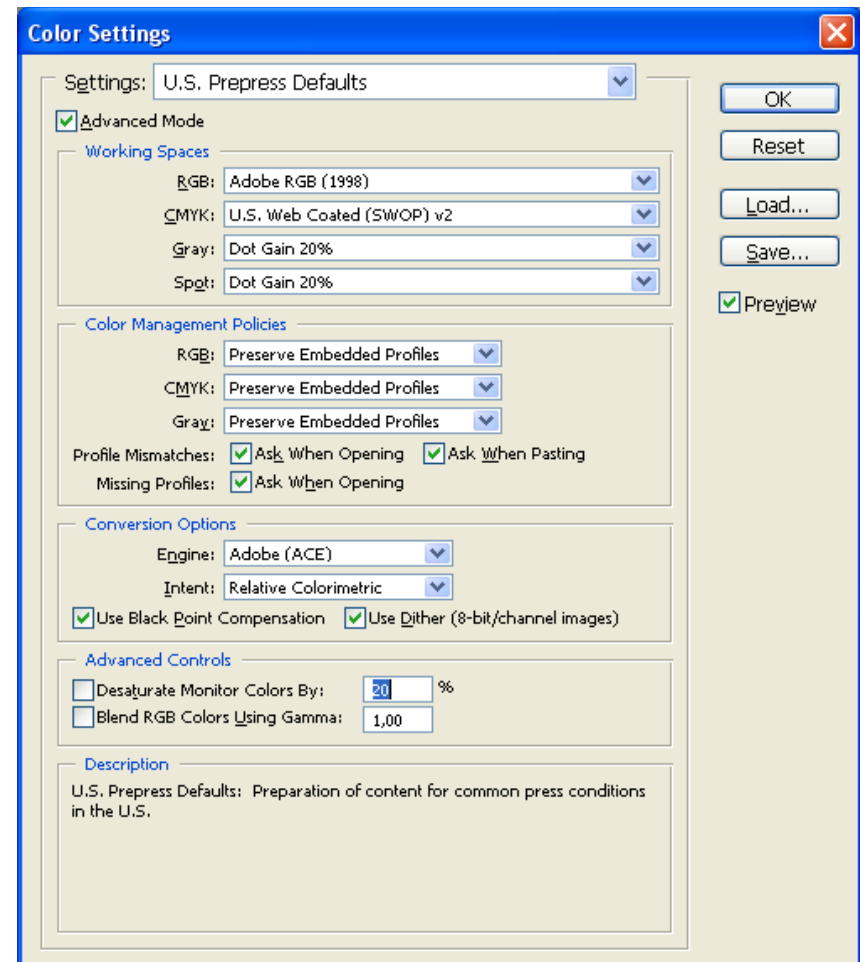 Color Settings
Settings: U.S. Prepress Defaults
Advanced Mode
Working Spaces
RGB: Adobe RGB (1998)
CMYK: U.S. Web Coated (SWOP) v2
Gray: Dot Gain 20%
Spot: Dot Gain 20%
Color Management Policies
RGB: Preserve Embedded Profiles
CMYK: Preserve Embedded Profiles
Gray: Preserve Embedded Profiles
Profile Mismatches: Ask When Opening Ask When Pasting
Missing Profiles: Ask When Opening
Conversion Options
Engine: Adobe (ACE)
Intent: Relative Colorimetric
Use Black Point Compensation Use Dither (8-bit/channel images)
Advanced Controls
Desaturate Monitor Colors By: 20 %
Blend RGB Colors Using Gamma: 1,00
Description
U.S. Prepress Defaults: Preparation of content for common press conditions
in the U.S.
OK
Reset
Load...
Save...
Preview